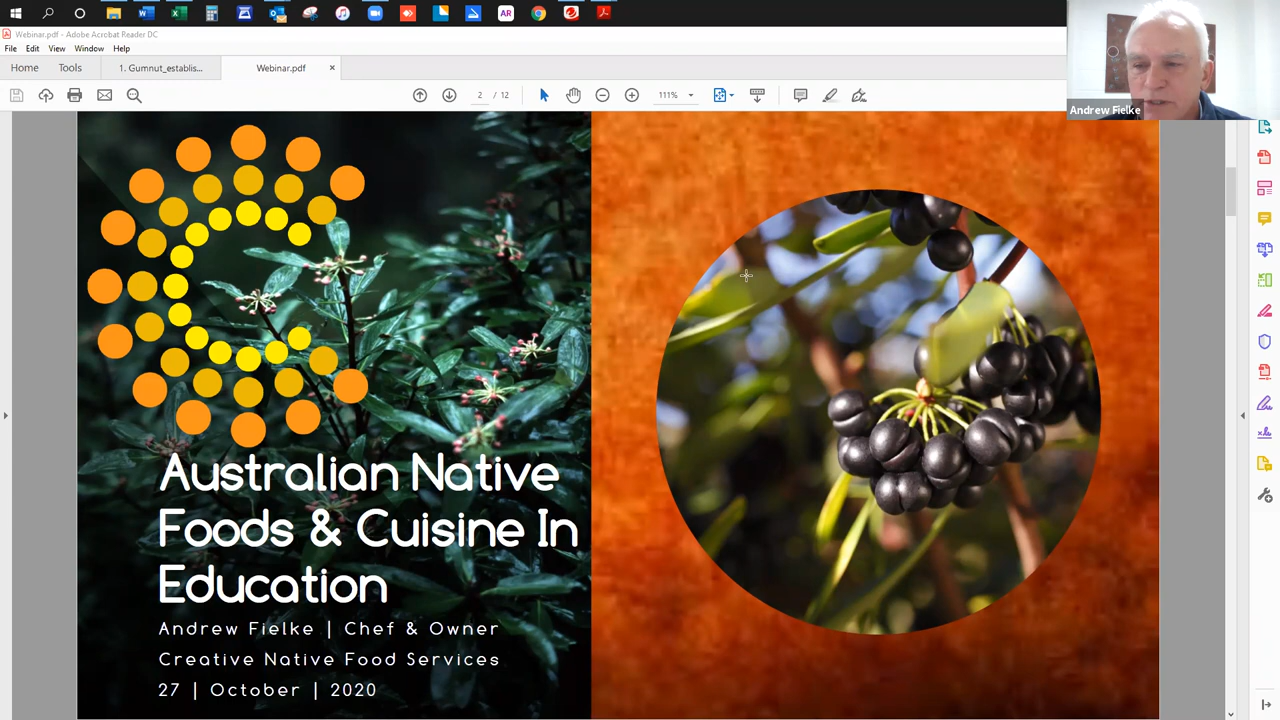 Webinar.pdf - Adobe Acrobat Reader DC
File Edit View Window Help
Home Tools 1. Gumnut_establis... Webinar.pdf ×
2 / 12 111%
AR
Andrew Fielke
Australian Native
Foods & Cuisine In
Education
Andrew Fielke | Chef & Owner
Creative Native Food Services
27 | October | 2020